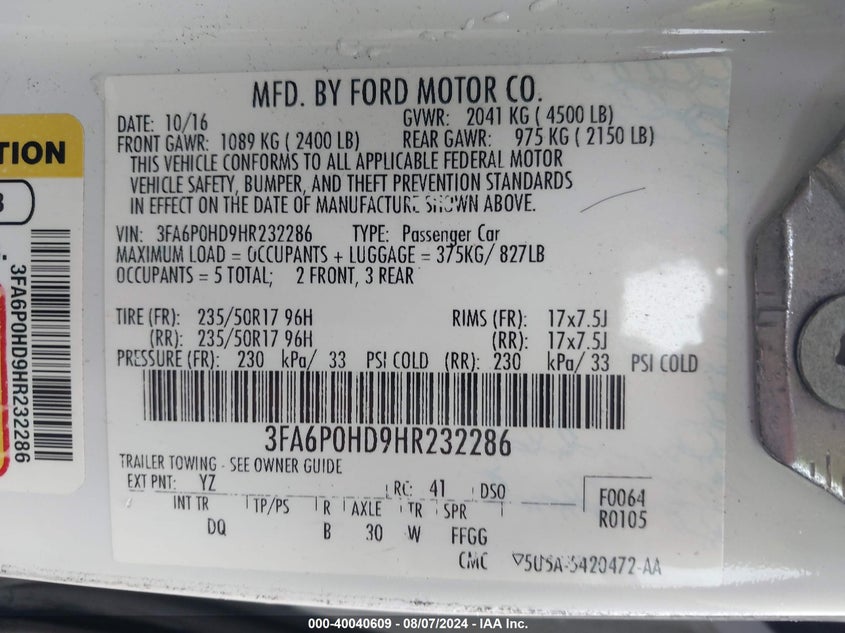 MFD. BY FORD MOTOR CO.
DATE: 10/16 GVWR: 2041 KG ( 4500 LB)
FRONT GAWR: 1089 KG ( 2400 LB) REAR GAWR: 975 KG ( 2150 LB)
THIS VEHICLE CONFORMS TO ALL APPLICABLE FEDERAL MOTOR
VEHICLE SAFETY, BUMPER, AND THEFT PREVENTION STANDARDS
IN EFFECT ON THE DATE OF MANUFACTURE SHOWN ABOVE.
VIN: 3FA6P0HD9HR232286 TYPE: Passenger Car
MAXIMUM LOAD = OCCUPANTS + LUGGAGE = 375KG/ 827LB
OCCUPANTS = 5 TOTAL; 2 FRONT, 3 REAR
TIRE (FR): 235/50R17 96H RIMS (FR): 17x7.5J
(RR): 235/50R17 96H (RR): 17x7.5J
PRESSURE (FR): 230 kPa/ 33 PSI COLD (RR): 230 kPa/ 33 PSI COLD
3FA6P0HD9HR232286
TRAILER TOWING - SEE OWNER GUIDE
EXT PNT: YZ RC: 41 DSO
INT TR TP/PS R AXLE TR SPR
DQ B 30 W FFGG
F0064
R0105
CMC
3FA6P0HD9HR232286
000-40040609 - 08/07/2024 - IAA Inc.